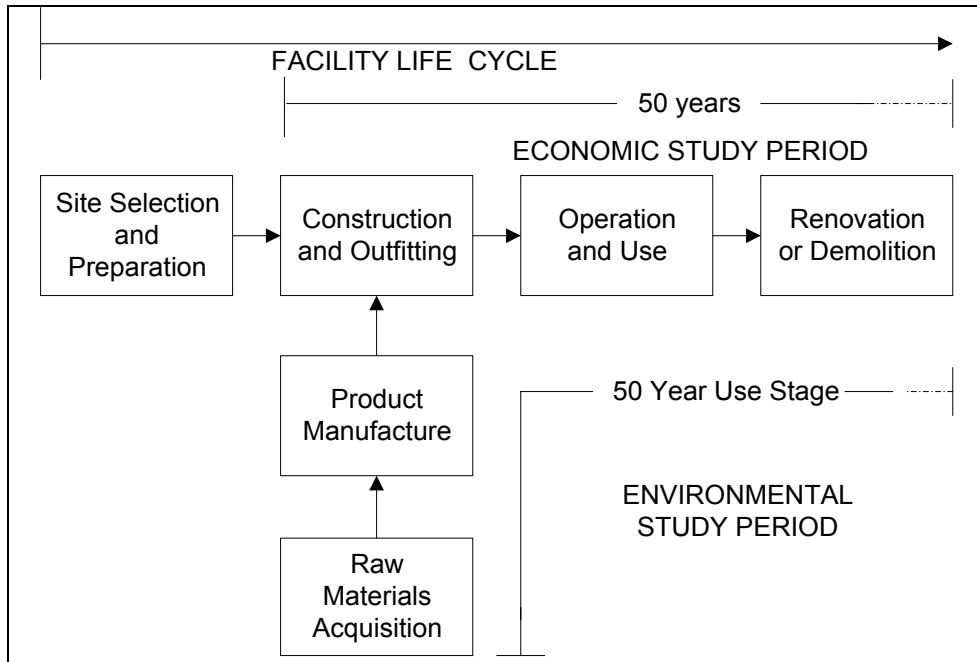 FACILITY LIFE CYCLE
50 years
ECONOMIC STUDY PERIOD
Site Selection
and
Preparation
Construction
and Outfitting
Operation
and Use
Renovation
or Demolition
Product
Manufacture
50 Year Use Stage
ENVIRONMENTAL
STUDY PERIOD
Raw
Materials
Acquisition